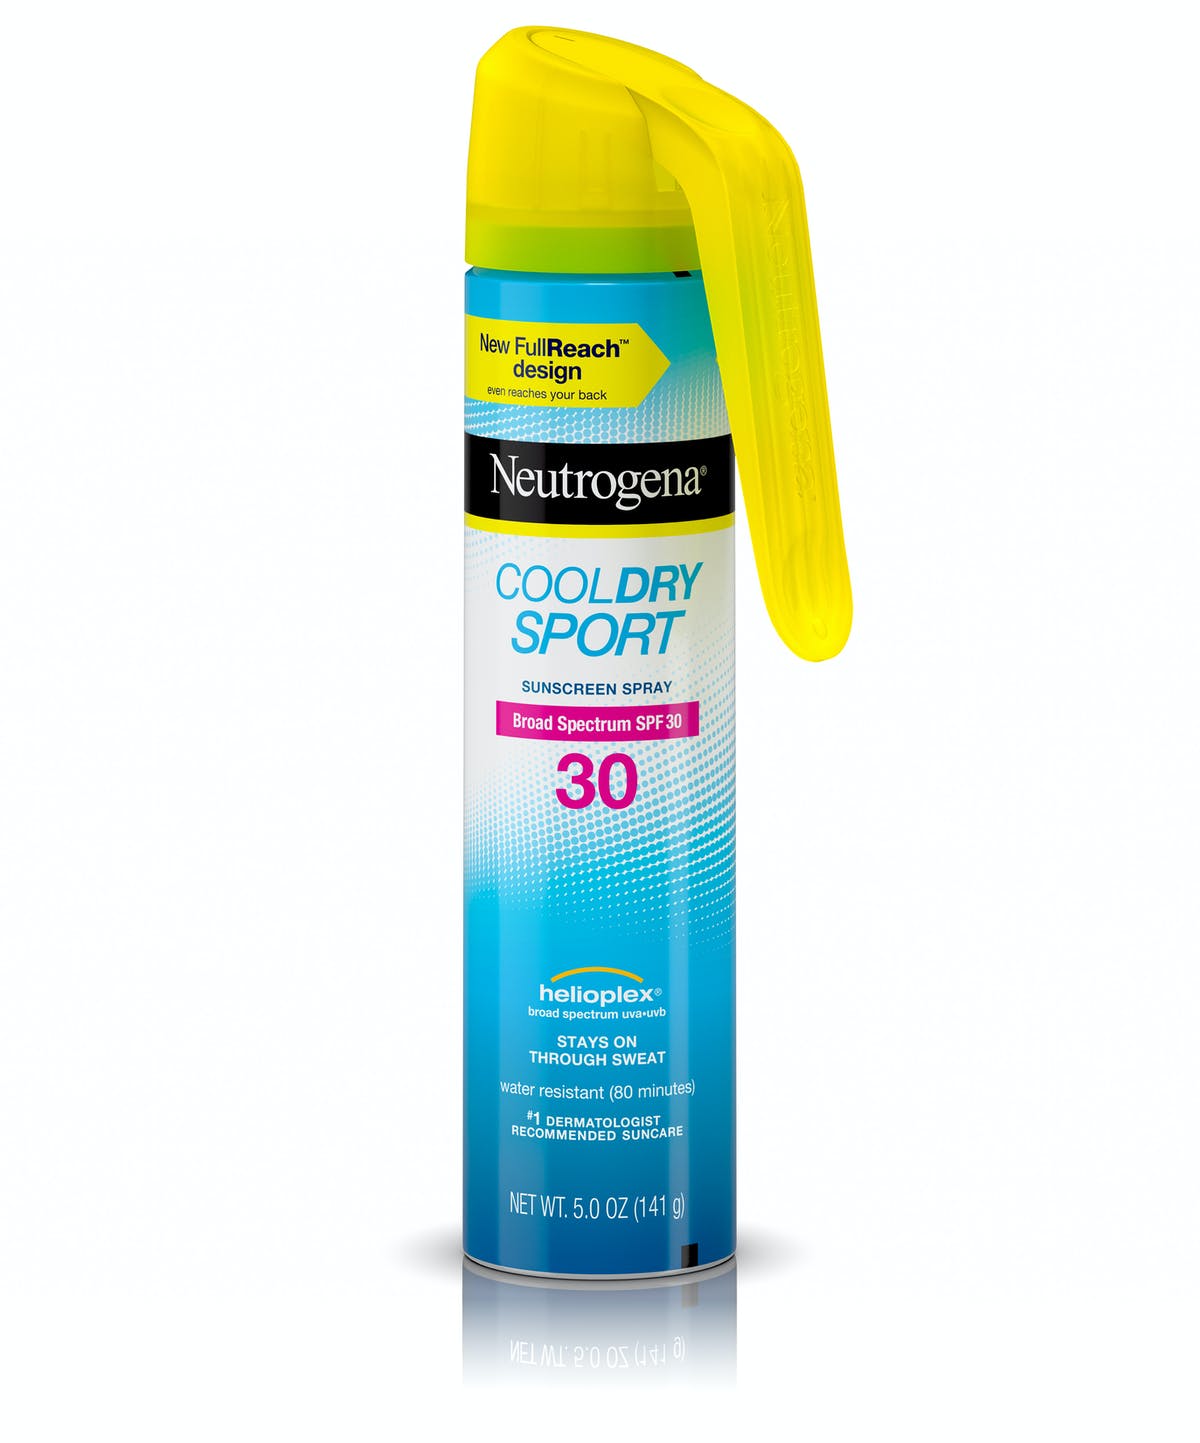 New FullReach™
design
even reaches your back
Neutrogena®
COOLDRY
SPORT
SUNSCREEN SPRAY
Broad Spectrum SPF 30
30
helioplex®
broad spectrum uva•uvb
STAYS ON
THROUGH SWEAT
water resistant (80 minutes)
#1 DERMATOLOGIST
RECOMMENDED SUNCARE
NET WT. 5.0 OZ (141 g)
Neutrogena